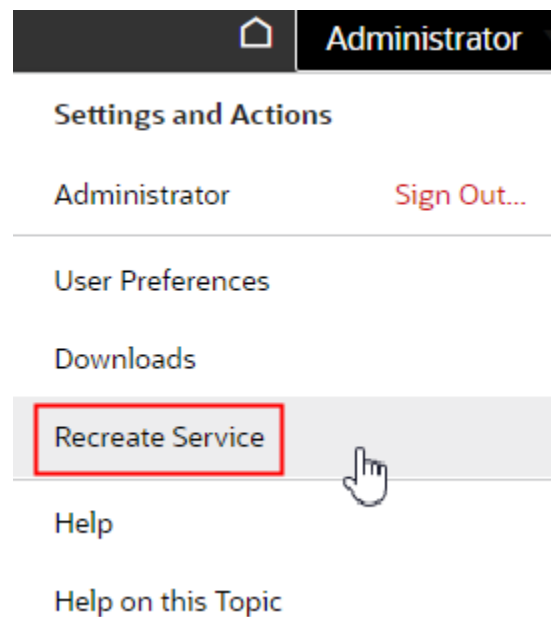 Administrator
Settings and Actions
Administrator Sign Out...
User Preferences
Downloads
Recreate Service
Help
Help on this Topic